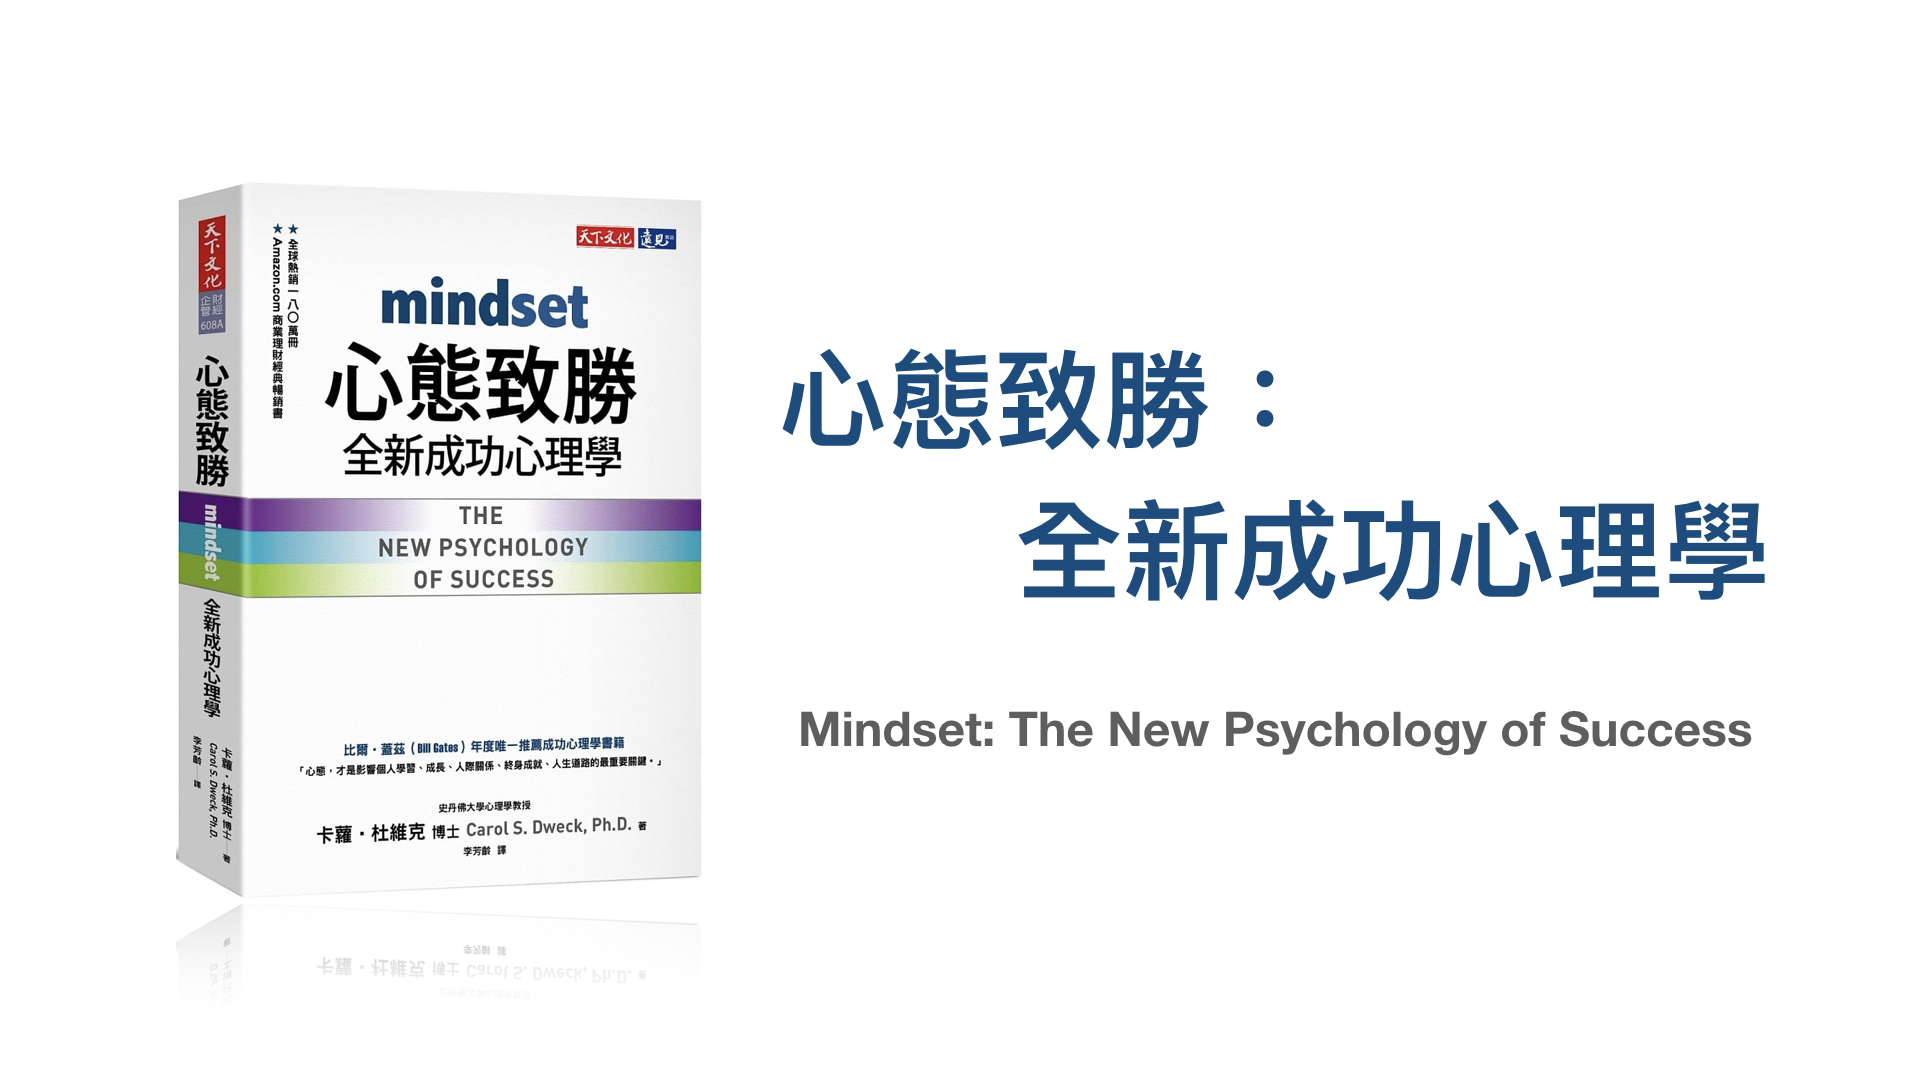 天下文化
財經
企管
608A
心態致勝
mindset
全新成功心理學
卡蘿・杜維克 博士 著
Carol S. Dweck, Ph.D.
李芳齡 譯
★ 全球熱銷一八〇萬冊
★ Amazon.com 商業理財經典暢銷書
天下文化 遠見
mindset
心態致勝
全新成功心理學
THE
NEW PSYCHOLOGY
OF SUCCESS
比爾・蓋茲（Bill Gates）年度唯一推薦成功心理學書籍
「心態，才是影響個人學習、成長、人際關係、終身成就、人生道路的最重要關鍵。」
史丹佛大學心理學教授
卡蘿・杜維克 博士 Carol S. Dweck, Ph.D. 著
李芳齡 譯
心態致勝：
全新成功心理學
Mindset: The New Psychology of Success